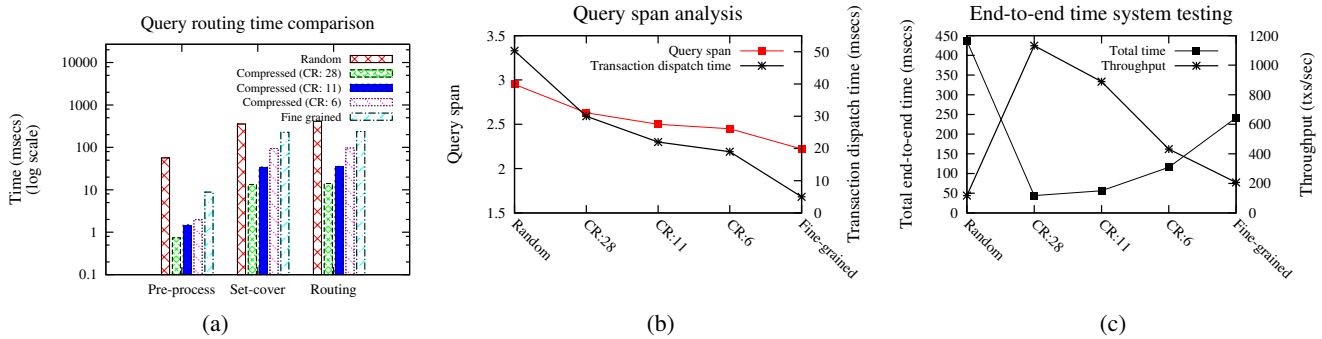 Query routing time comparison
Time (msecs)
(log scale)
10000
1000
100
10
1
0.1
Random
Compressed (CR: 28)
Compressed (CR: 11)
Compressed (CR: 6)
Fine grained
Pre-process
Set-cover
Routing
(a)
Query span analysis
Query span
3.5
3
2.5
2
1.5
Query span
Transaction dispatch time
50
40
30
20
10
0
Transaction dispatch time (msecs)
Random
CR:28
CR:11
CR:6
Fine-grained
(b)
End-to-end time system testing
Total end-to-end time (msecs)
450
400
350
300
250
200
150
100
50
0
Total time
Throughput
1200
1000
800
600
400
200
0
Throughput (txs/sec)
Random
CR:28
CR:11
CR:6
Fine-grained
(c)